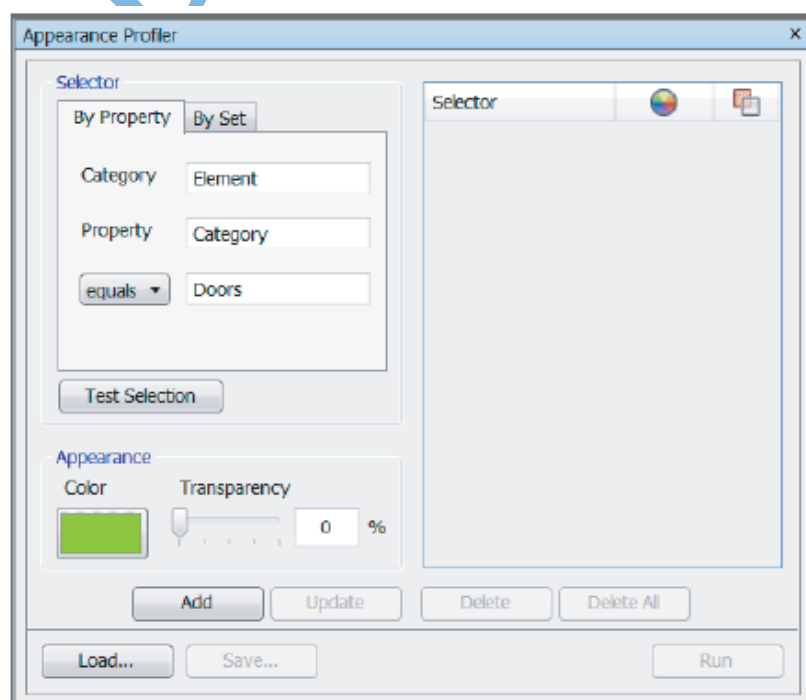 Appearance Profiler
Selector
By Property By Set
Category Element
Property Category
equals Doors
Test Selection
Appearance
Color Transparency
0 %
Selector
Add Update Delete Delete All
Load... Save... Run